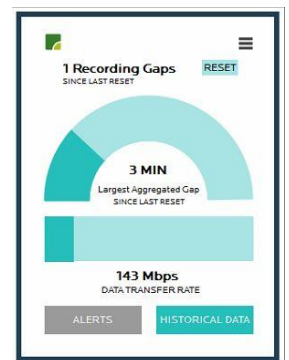 1 Recording Gaps RESET
SINCE LAST RESET
3 MIN
Largest Aggregated Gap
SINCE LAST RESET
143 Mbps
DATA TRANSFER RATE
ALERTS HISTORICAL DATA